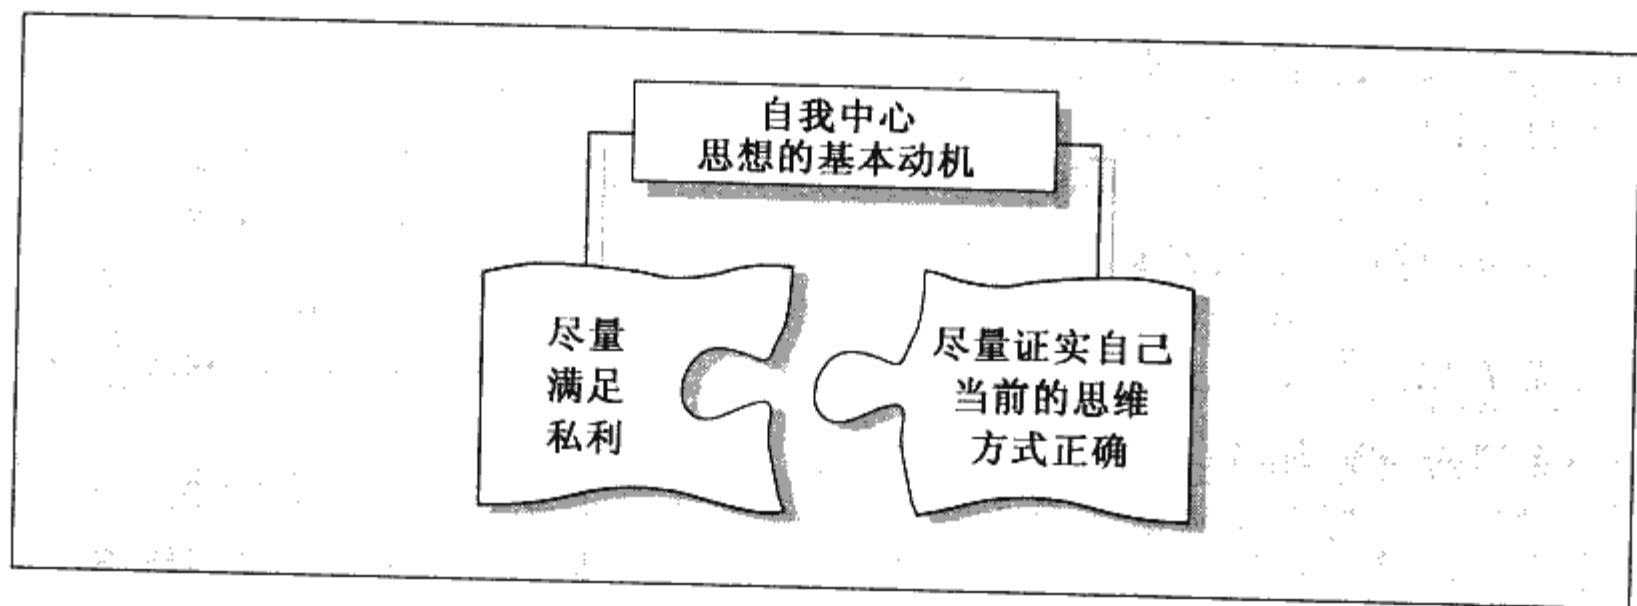 自我中心
思想的基本动机
尽量
满足
私利
尽量证实自己
当前的思维
方式正确